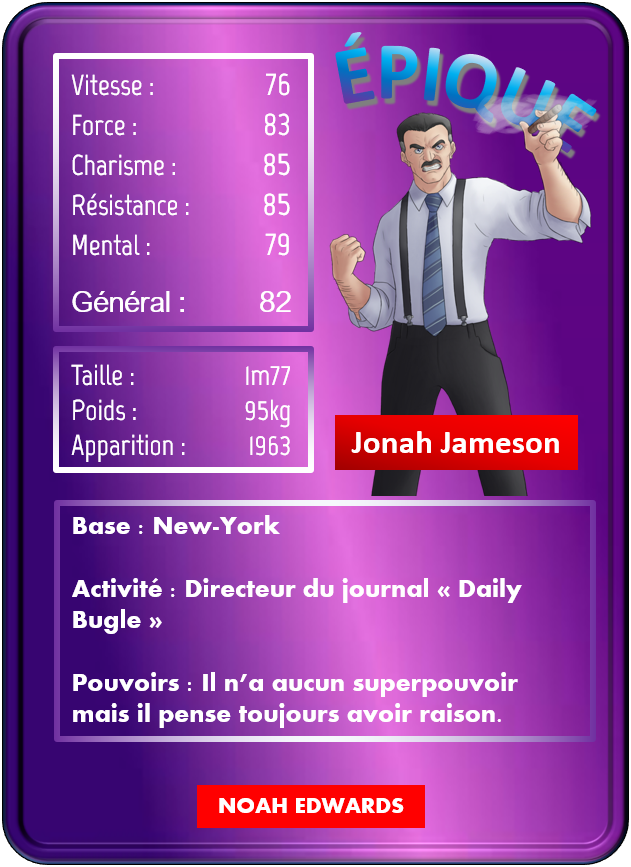 ÉPIQUE
Vitesse : 76
Force : 83
Charisme : 85
Résistance : 85
Mental : 79
Général : 82
Taille : 1m77
Poids : 95kg
Apparition : 1963
Jonah Jameson
Base : New-York
Activité : Directeur du journal « Daily
Bugle »
Pouvoirs : Il n’a aucun superpouvoir
mais il pense toujours avoir raison.
NOAH EDWARDS